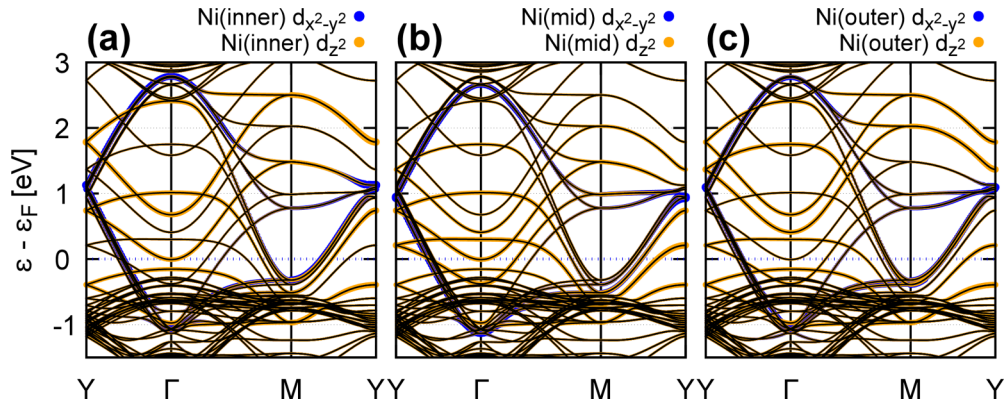 (a) Ni(inner) dx²-y²
Ni(inner) dz²
(b) Ni(mid) dx²-y²
Ni(mid) dz²
(c) Ni(outer) dx²-y²
Ni(outer) dz²
ε - εF [eV]
3
2
1
0
-1
Y Γ M Y Y Γ M Y Y Γ M Y